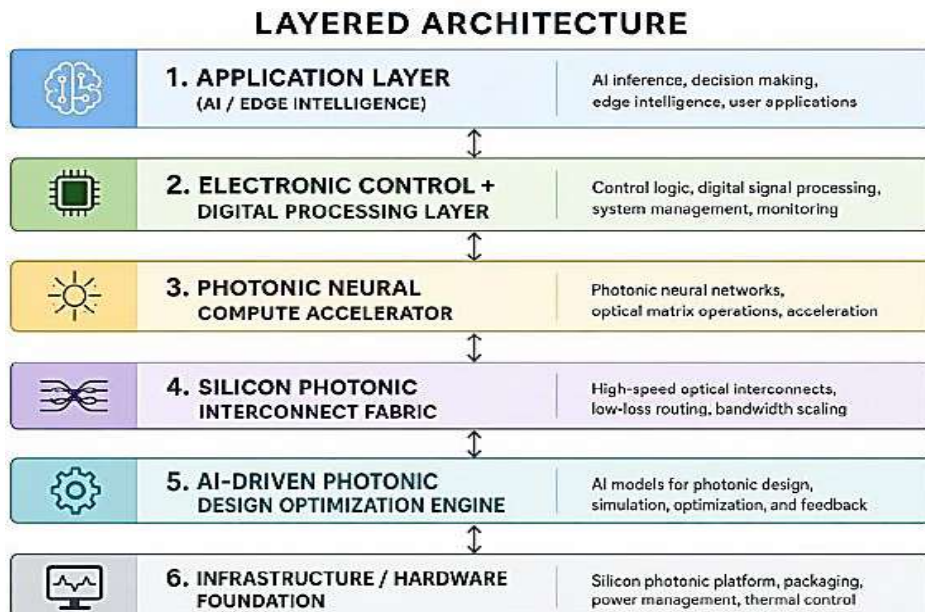 LAYERED ARCHITECTURE
1. APPLICATION LAYER
(AI / EDGE INTELLIGENCE)
AI inference, decision making,
edge intelligence, user applications
2. ELECTRONIC CONTROL +
DIGITAL PROCESSING LAYER
Control logic, digital signal processing,
system management, monitoring
3. PHOTONIC NEURAL
COMPUTE ACCELERATOR
Photonic neural networks,
optical matrix operations, acceleration
4. SILICON PHOTONIC
INTERCONNECT FABRIC
High-speed optical interconnects,
low-loss routing, bandwidth scaling
5. AI-DRIVEN PHOTONIC
DESIGN OPTIMIZATION ENGINE
AI models for photonic design,
simulation, optimization, and feedback
6. INFRASTRUCTURE / HARDWARE
FOUNDATION
Silicon photonic platform, packaging,
power management, thermal control